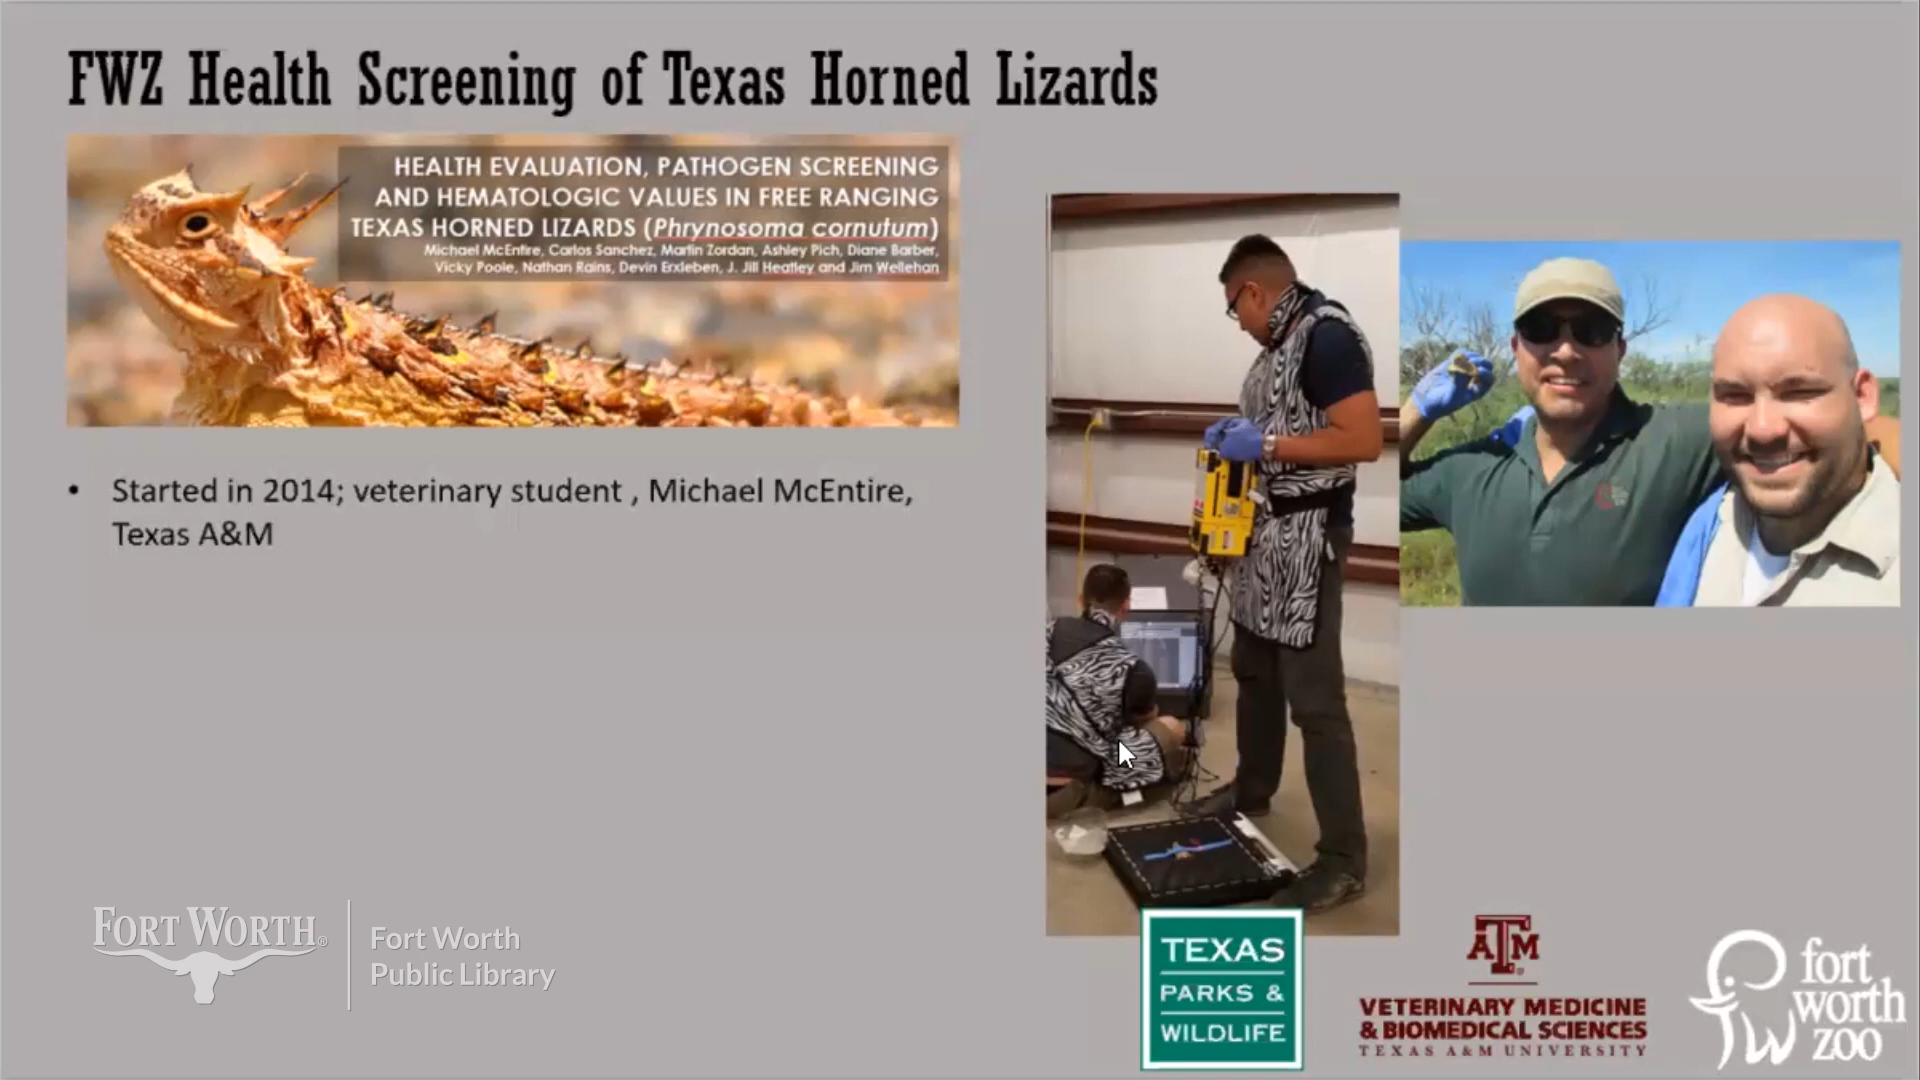 FWZ Health Screening of Texas Horned Lizards
HEALTH EVALUATION, PATHOGEN SCREENING
AND HEMATOLOGIC VALUES IN FREE RANGING
TEXAS HORNED LIZARDS (Phrynosoma cornutum)
Michael McEntire, Carlos Sanchez, Martin Zordan, Ashley Pich, Diane Barber,
Vicky Poole, Nathan Rains, Devin Erxleben, J. Jill Heatley and Jim Wellehan
• Started in 2014; veterinary student , Michael McEntire,
Texas A&M
FORT WORTH®
Fort Worth
Public Library
TEXAS
PARKS &
WILDLIFE
ATM®
VETERINARY MEDICINE
& BIOMEDICAL SCIENCES
TEXAS A&M UNIVERSITY
fort
worth
zoo